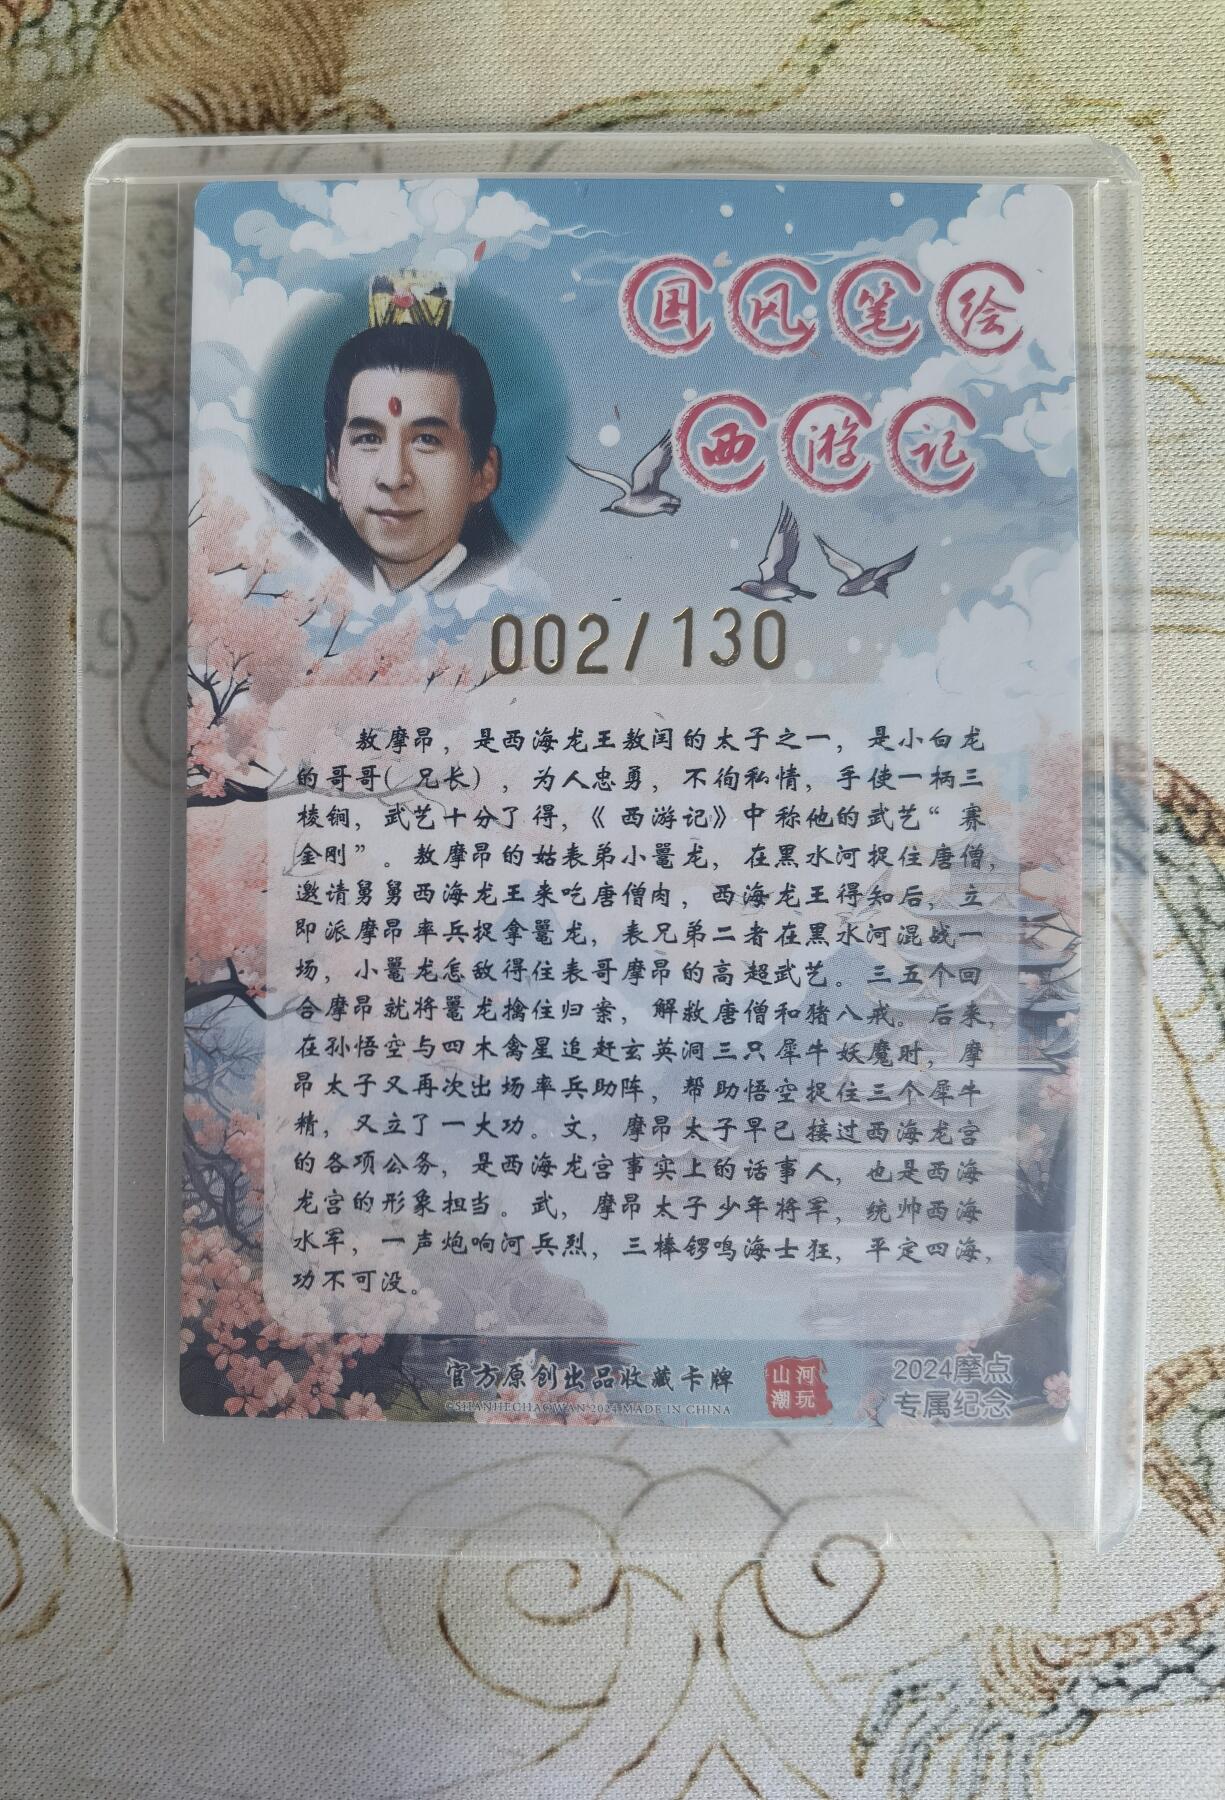 国风笔绘
西游记
002/130
敖摩昂，是西海龙王敖闰的太子之一，是小白龙
的哥哥(兄长)，为人忠勇，不徇私情，手使一柄三
棱锏，武艺十分了得，《西游记》中称他的武艺“赛
金刚”。敖摩昂的姑表弟小鼍龙，在黑水河捉住唐僧，
邀请舅舅西海龙王来吃唐僧肉，西海龙王得知后，立
即派摩昂率兵捉拿鼍龙，表兄弟二者在黑水河混战一
场，小鼍龙怎敌得住表哥摩昂的高超武艺。三五个回
合摩昂就将鼍龙擒住归案，解救唐僧和猪八戒。后来，
在孙悟空与四木禽星追赶玄英洞三只犀牛妖魔时，摩
昂太子又再次出场率兵助阵，帮助悟空捉住三个犀牛
精，又立了一大功。文，摩昂太子早已接过西海龙宫
的各项公务，是西海龙宫事实上的话事人，也是西海
龙宫的形象担当。武，摩昂太子少年将军，统帅西海
水军，一声炮响河兵烈，三棒锣鸣海士狂，平定四海，
功不可没。
官方原创出品收藏卡牌
©SHANHECHAOWAN 2024 MADE IN CHINA
山河
潮玩
2024摩点
专属纪念